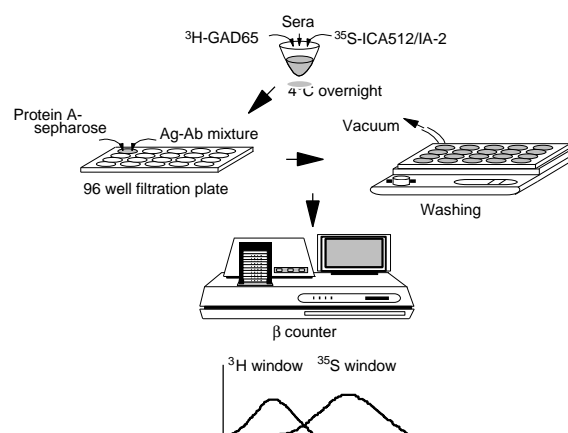 Sera
³H-GAD65
³⁵S-ICA512/IA-2
4°C overnight
Protein A-
sepharose
Ag-Ab mixture
Vacuum
96 well filtration plate
Washing
β counter
³H window
³⁵S window